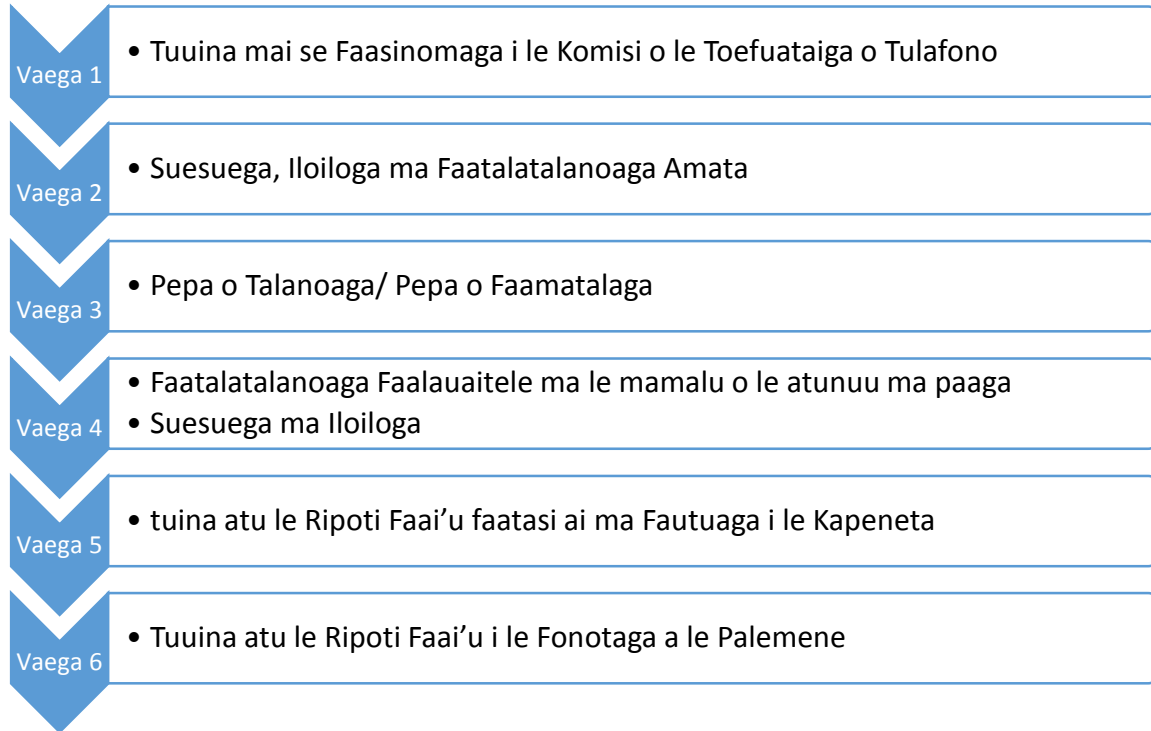 Vaega 1
• Tuuina mai se Faasinomaga i le Komisi o le Toefuataiga o Tulafono
Vaega 2
• Suesuega, Iloiloga ma Faatalatalanoaga Amata
Vaega 3
• Pepa o Talanoaga/ Pepa o Faamatalaga
Vaega 4
• Faatalatalanoaga Faalauaitele ma le mamalu o le atunuu ma paaga
• Suesuega ma Iloiloga
Vaega 5
• tuina atu le Ripoti Faai’u faatasi ai ma Fautuaga i le Kapeneta
Vaega 6
• Tuuina atu le Ripoti Faai’u i le Fonotaga a le Palemene